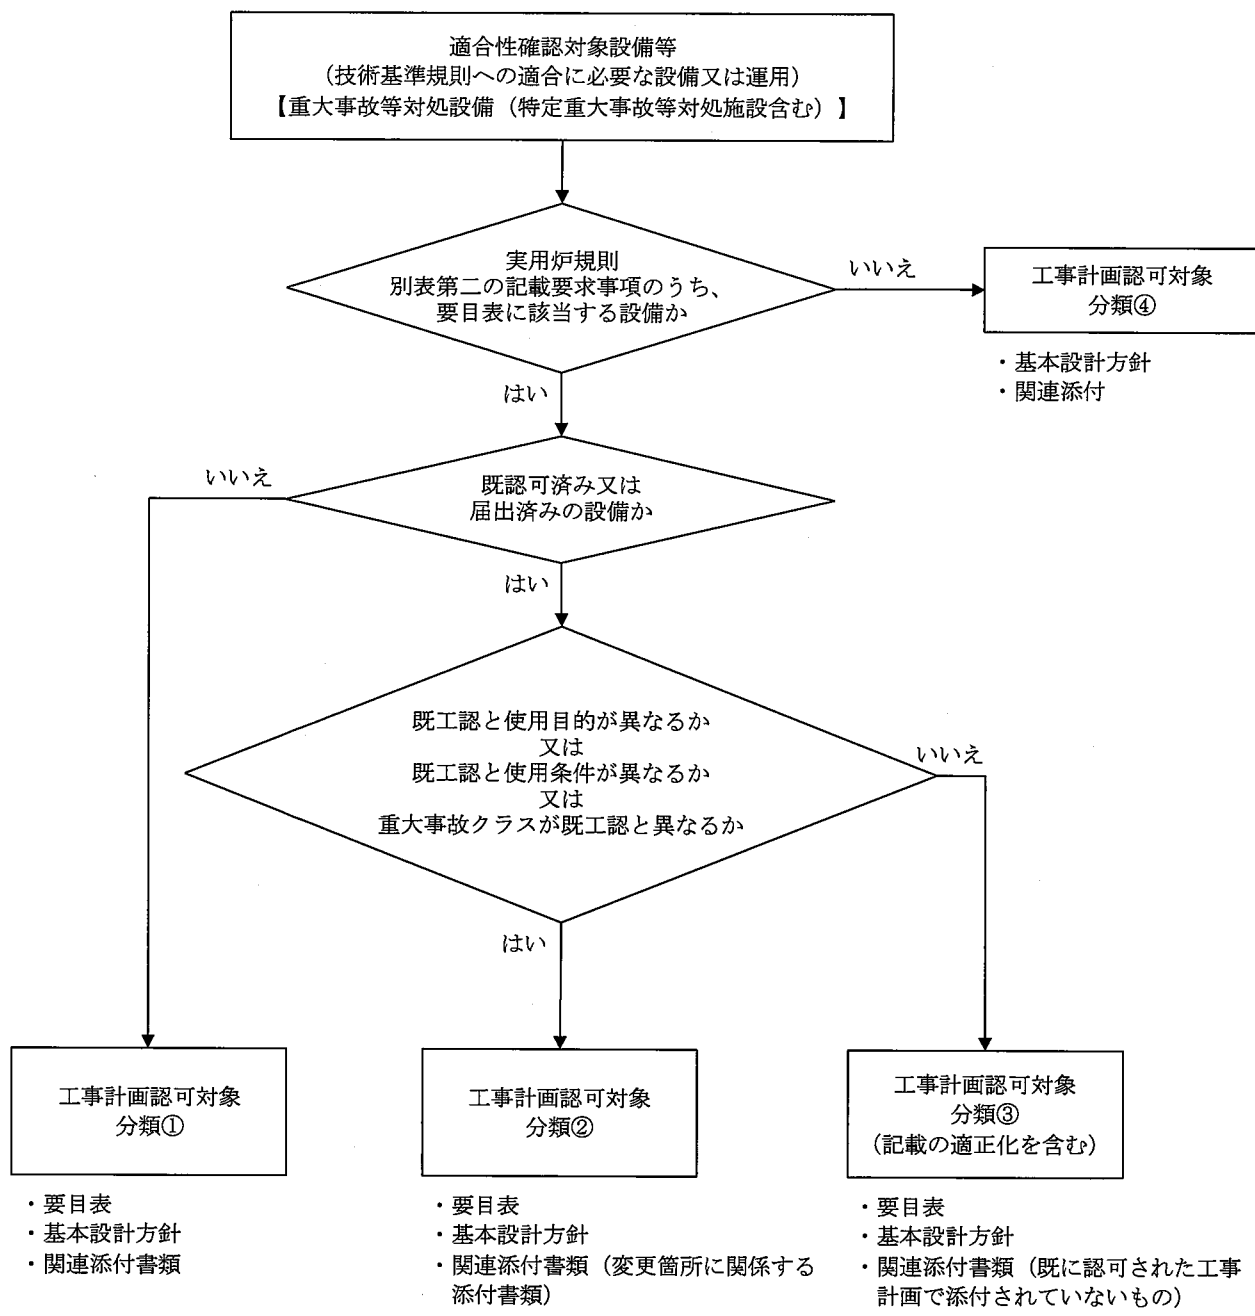 適合性確認対象設備等
（技術基準規則への適合に必要な設備又は運用）
【重大事故等対処設備（特定重大事故等対処施設含む）】
実用炉規則
別表第二の記載要求事項のうち、
要目表に該当する設備か
いいえ
工事計画認可対象
分類④
・基本設計方針
・関連添付
はい
いいえ
既認可済み又は
届出済みの設備か
はい
既工認と使用目的が異なるか
又は
既工認と使用条件が異なるか
又は
重大事故クラスが既工認と異なるか
いいえ
はい
工事計画認可対象
分類①
・要目表
・基本設計方針
・関連添付書類
工事計画認可対象
分類②
・要目表
・基本設計方針
・関連添付書類（変更箇所に関係する
添付書類）
工事計画認可対象
分類③
（記載の適正化を含む）
・要目表
・基本設計方針
・関連添付書類（既に認可された工事
計画で添付されていないもの）